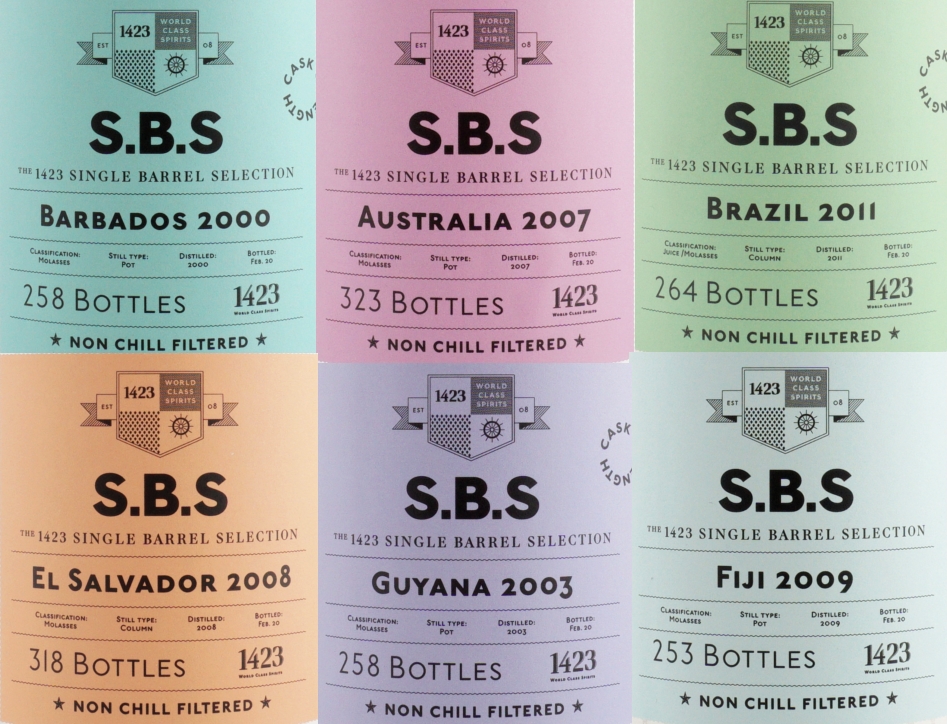 1423 WORLD CLASS SPIRITS
EST 08
CASK
NGTH
S.B.S
THE 1423 SINGLE BARREL SELECTION
BARBADOS 2000
CLASSIFICATION: MOLASSES STILL TYPE: POT DISTILLED: 2000 BOTTLED: FEB. 20
258 BOTTLES 1423
WORLD CLASS SPIRITS
★ NON CHILL FILTERED ★
1423 WORLD CLASS SPIRITS
EST 08
S.B.S
THE 1423 SINGLE BARREL SELECTION
AUSTRALIA 2007
CLASSIFICATION: MOLASSES STILL TYPE: POT DISTILLED: 2007 BOTTLED: FEB. 20
323 BOTTLES 1423
WORLD CLASS SPIRITS
★ NON CHILL FILTERED ★
1423 WORLD CLASS SPIRITS
EST 08
CASK
NGTH
S.B.S
THE 1423 SINGLE BARREL SELECTION
BRAZIL 2011
CLASSIFICATION: JUICE/MOLASSES STILL TYPE: COLUMN DISTILLED: 2011 BOTTLED: FEB. 20
264 BOTTLES 1423
WORLD CLASS SPIRITS
★ NON CHILL FILTERED ★
1423 WORLD CLASS SPIRITS
EST 08
S.B.S
THE 1423 SINGLE BARREL SELECTION
EL SALVADOR 2008
CLASSIFICATION: MOLASSES STILL TYPE: COLUMN DISTILLED: 2008 BOTTLED: FEB. 20
318 BOTTLES 1423
WORLD CLASS SPIRITS
★ NON CHILL FILTERED ★
1423 WORLD CLASS SPIRITS
EST 08
CASK
NGTH
S.B.S
THE 1423 SINGLE BARREL SELECTION
GUYANA 2003
CLASSIFICATION: MOLASSES STILL TYPE: POT DISTILLED: 2003 BOTTLED: FEB. 20
258 BOTTLES 1423
WORLD CLASS SPIRITS
★ NON CHILL FILTERED ★
1423 WORLD CLASS SPIRITS
EST 08
S.B.S
THE 1423 SINGLE BARREL SELECTION
FIJI 2009
CLASSIFICATION: MOLASSES STILL TYPE: POT DISTILLED: 2009 BOTTLED: FEB. 20
253 BOTTLES 1423
WORLD CLASS SPIRITS
★ NON CHILL FILTERED ★